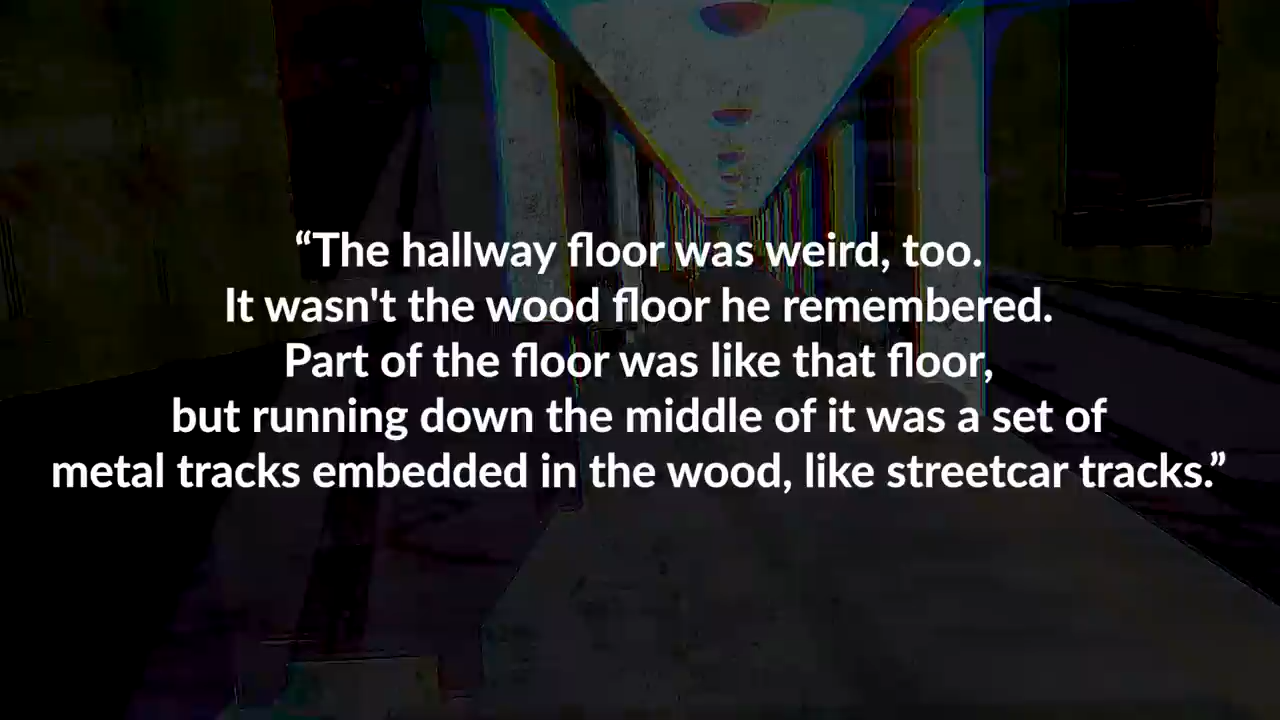 “The hallway floor was weird, too.
It wasn't the wood floor he remembered.
Part of the floor was like that floor,
but running down the middle of it was a set of
metal tracks embedded in the wood, like streetcar tracks.”